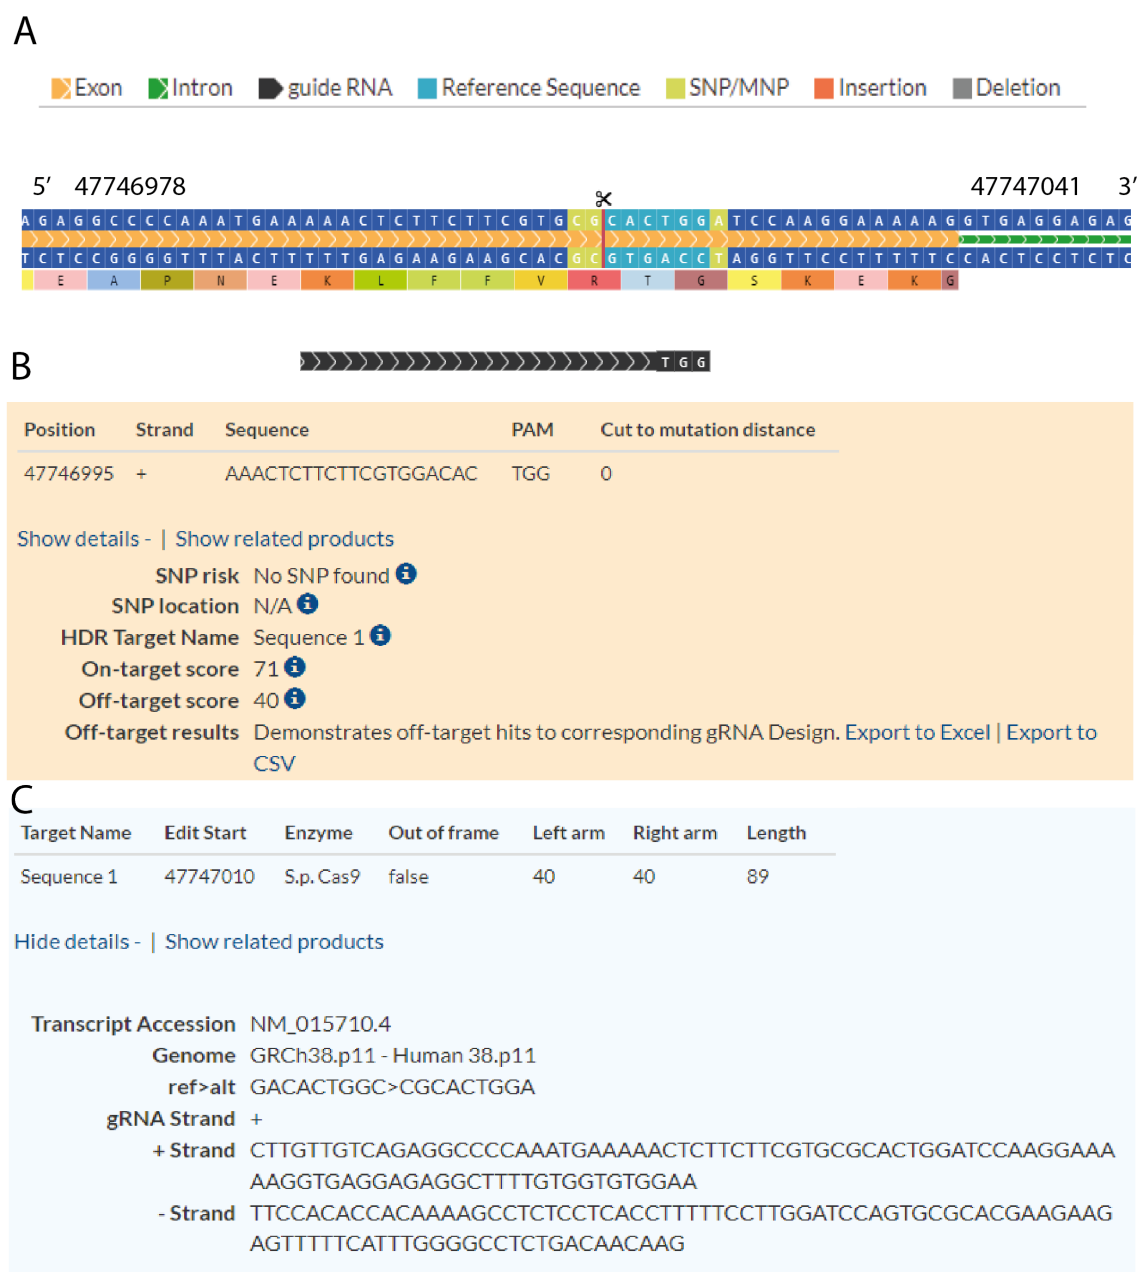 A
Exon Intron guide RNA Reference Sequence SNP/MNP Insertion Deletion
5’ 47746978 47747041 3’
AGAGGCCCCAAATGAAAAACTCTTCTTCGTGCGCACTGGATCCAAGGAAAAAGGTGAGGAGAG
TCTCCGGGGTTTACTTTTTGAGAAGAAGCACGCGTGACCTAGGTTCCTTTTTCCACTCCTCTC
E A P N E K L F F V R T G S K E K G
B
TGG
Position Strand Sequence PAM Cut to mutation distance
47746995 + AAACTCTTCTTCGTGGACAC TGG 0
Show details - | Show related products
SNP risk No SNP found i
SNP location N/A i
HDR Target Name Sequence 1 i
On-target score 71 i
Off-target score 40 i
Off-target results Demonstrates off-target hits to corresponding gRNA Design. Export to Excel | Export to
CSV
C
Target Name Edit Start Enzyme Out of frame Left arm Right arm Length
Sequence 1 47747010 S.p. Cas9 false 40 40 89
Hide details - | Show related products
Transcript Accession NM_015710.4
Genome GRCh38.p11 - Human 38.p11
ref>alt GACACTGGC>CGCACTGGA
gRNA Strand +
+ Strand CTTGTTGTCAGAGGCCCCAAATGAAAAACTCTTCTTCGTGCGCACTGGATCCAAGGAAA
AAGGTGAGGAGAGGCTTTTGTGGTGTGGAA
- Strand TTCCACACCACAAAAGCCTCTCCTCACCTTTTTCCTTGGATCCAGTGCGCACGAAGAAG
AGTTTTTCATTTGGGGCCTCTGACAACAAG